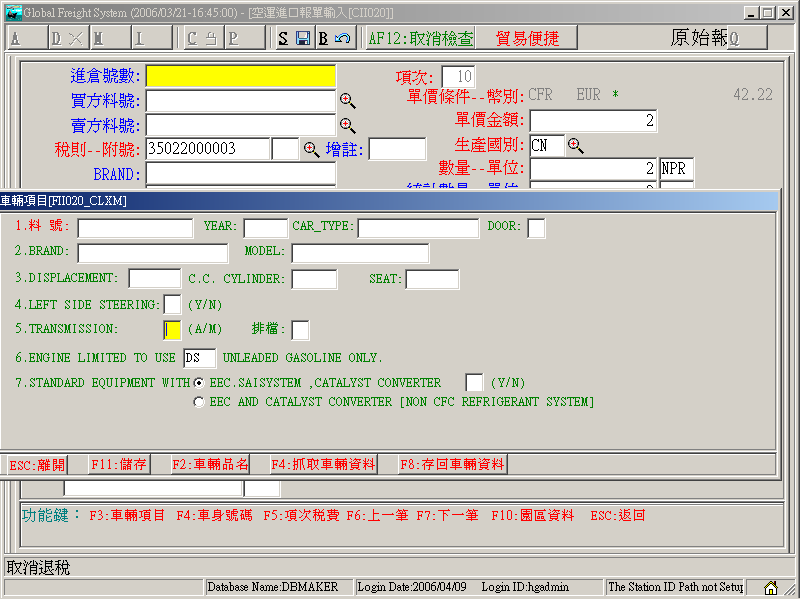 Global Freight System (2006/03/21-16:45:00) - [空運進口報單輸入[CII020]]
A D M I C P S B AF12:取消檢查 貿易便捷 原始報Q
進倉號數: 項次: 10
買方料號: 單價條件--幣別: CFR EUR * 42.22
賣方料號: 單價金額: 2
稅則--附號: 35022000003 增註: 生產國別: CN
數量--單位: 2 NPR
BRAND:
車輛項目[FII020_CLXM]
1.料 號: YEAR: CAR_TYPE: DOOR:
2.BRAND: MODEL:
3.DISPLACEMENT: C.C. CYLINDER: SEAT:
4.LEFT SIDE STEERING: (Y/N)
5.TRANSMISSION: (A/M) 排檔:
6.ENGINE LIMITED TO USE DS UNLEADED GASOLINE ONLY.
7.STANDARD EQUIPMENT WITH EEC.SAISYSTEM ,CATALYST CONVERTER (Y/N)
EEC AND CATALYST CONVERTER [NON CFC REFRIGERANT SYSTEM]
ESC:離開 F11:儲存 F2:車輛品名 F4:抓取車輛資料 F8:存回車輛資料
功能鍵： F3:車輛項目 F4:車身號碼 F5:項次稅費 F6:上一筆 F7:下一筆 F10:園區資料 ESC:返回
取消退稅
Database Name:DBMAKER Login Date:2006/04/09 Login ID:hgadmin The Station ID Path not Setup